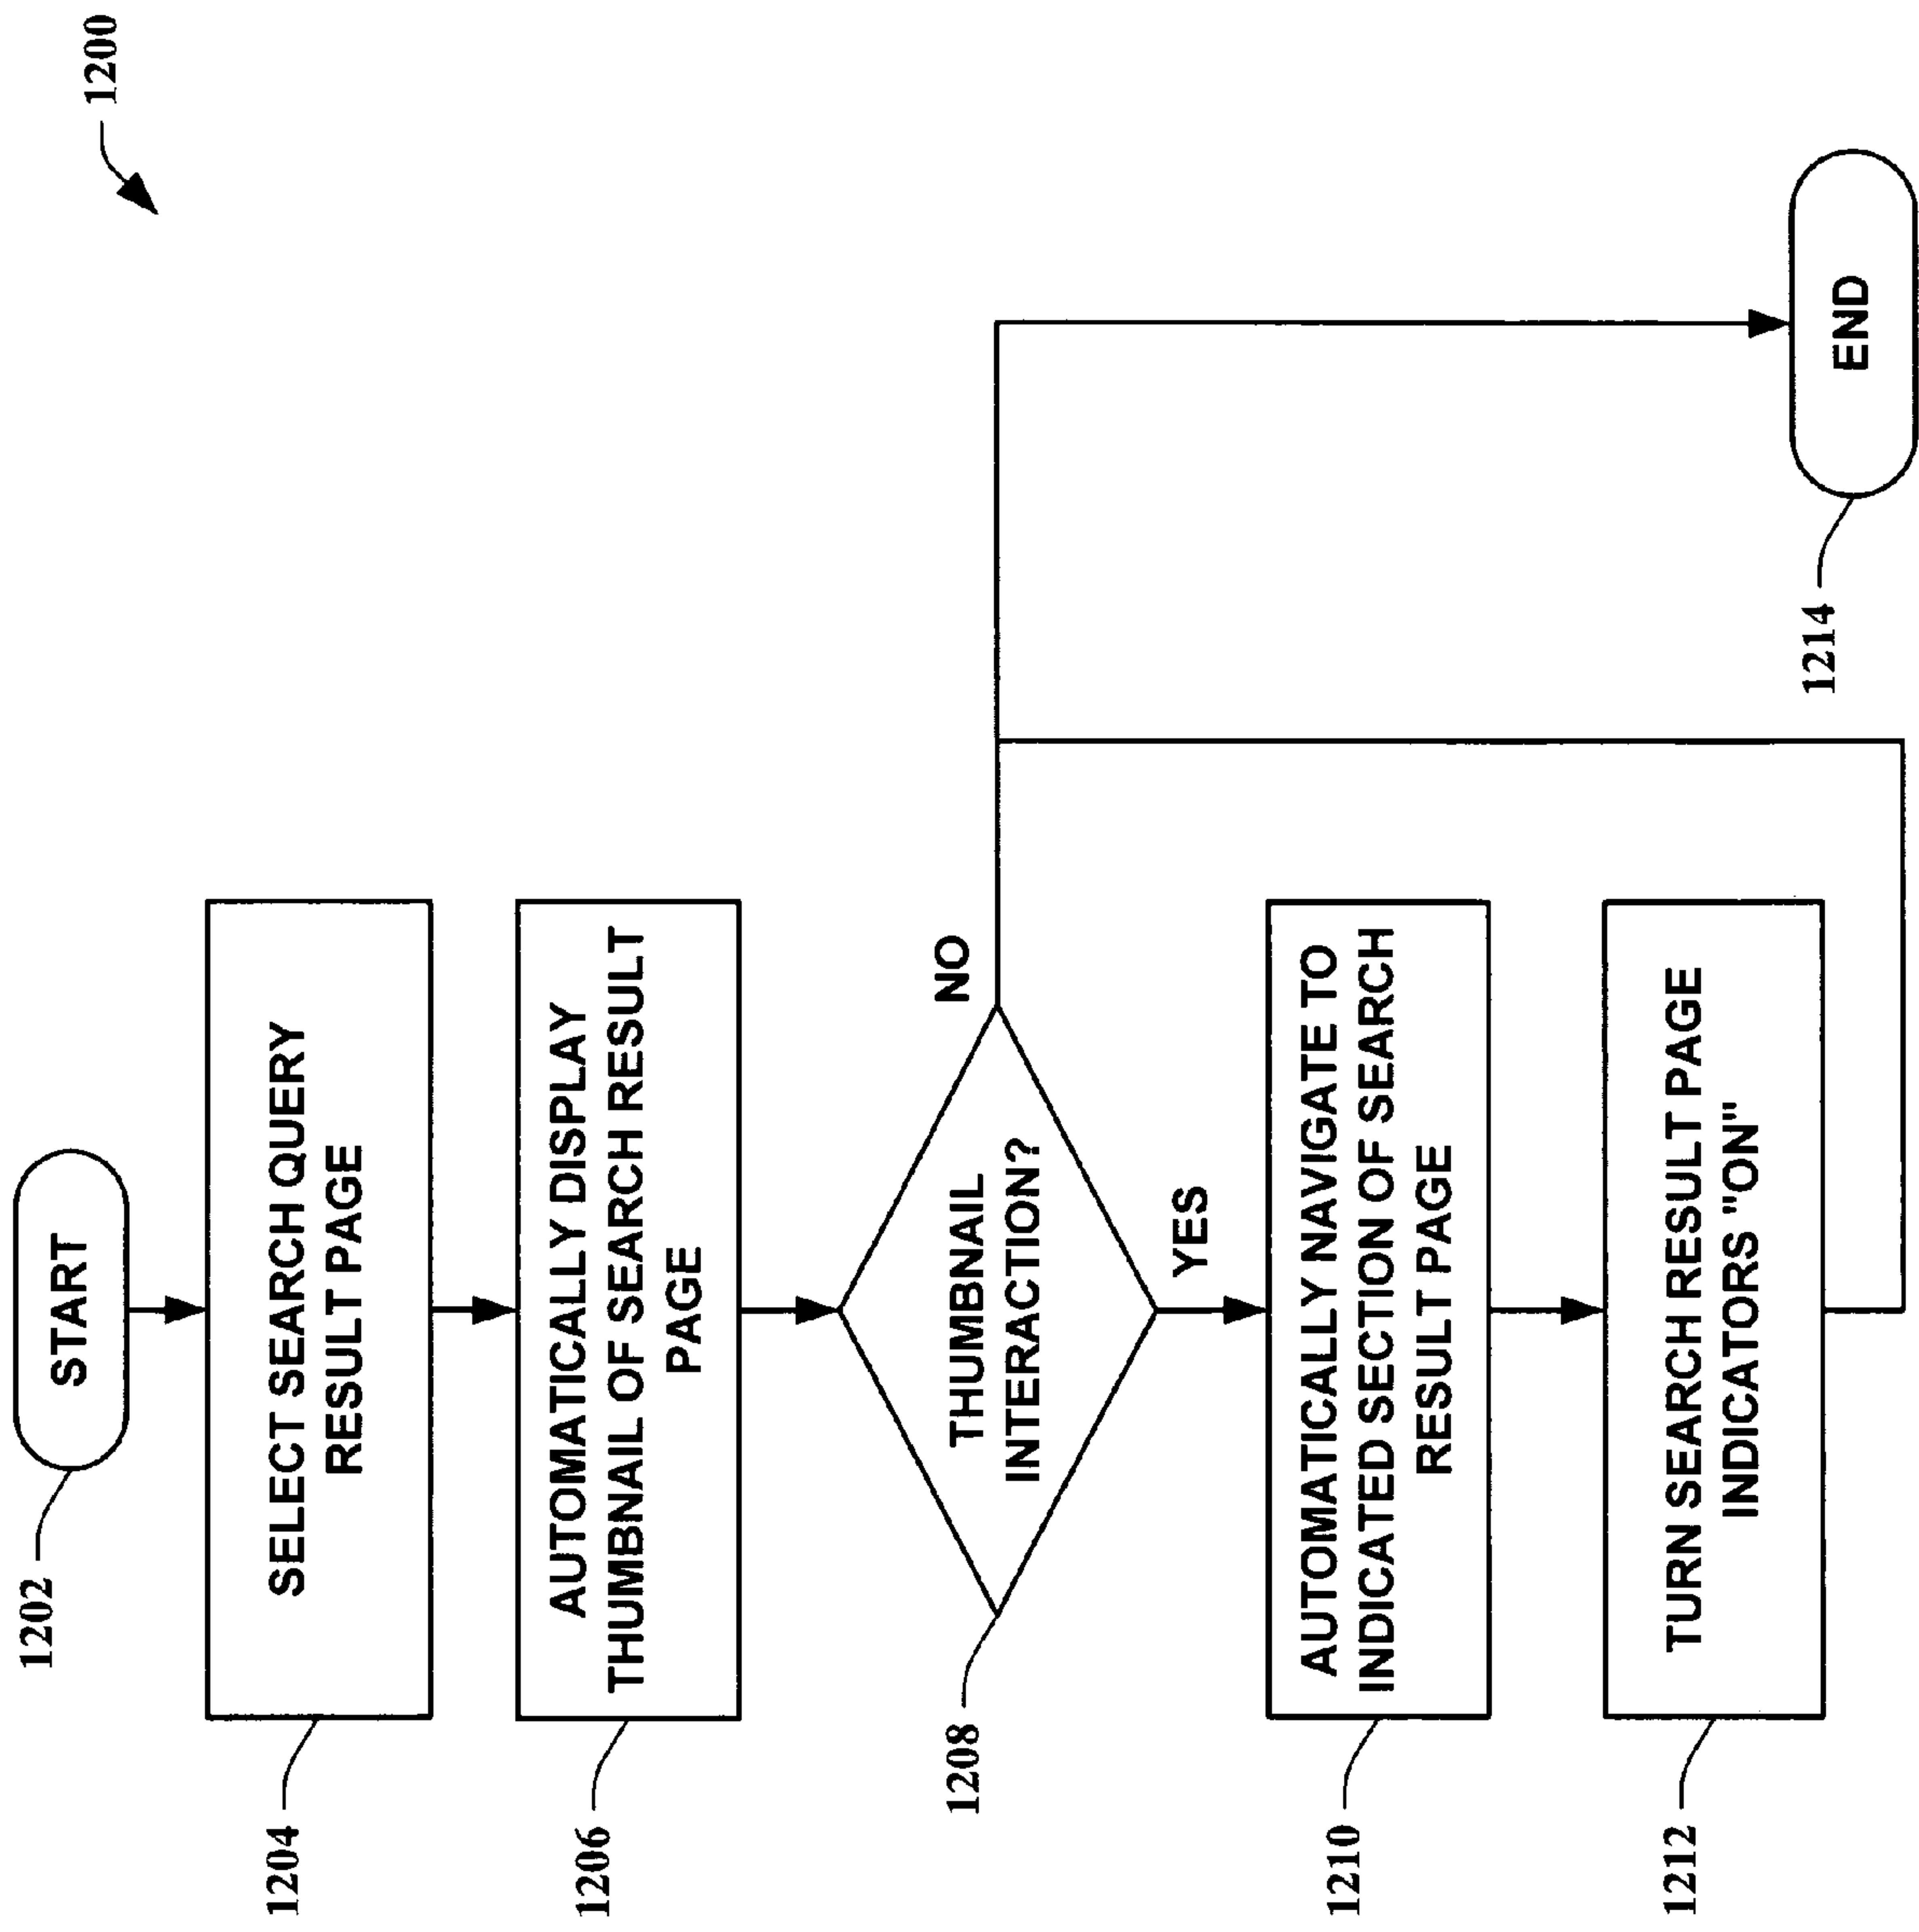 1200
START
1202
SELECT SEARCH QUERY
RESULT PAGE
1204
AUTOMATICALLY DISPLAY
THUMBNAIL OF SEARCH RESULT
PAGE
1206
THUMBNAIL
INTERACTION?
1208
NO
YES
AUTOMATICALLY NAVIGATE TO
INDICATED SECTION OF SEARCH
RESULT PAGE
1210
TURN SEARCH RESULT PAGE
INDICATORS "ON"
1212
END
1214